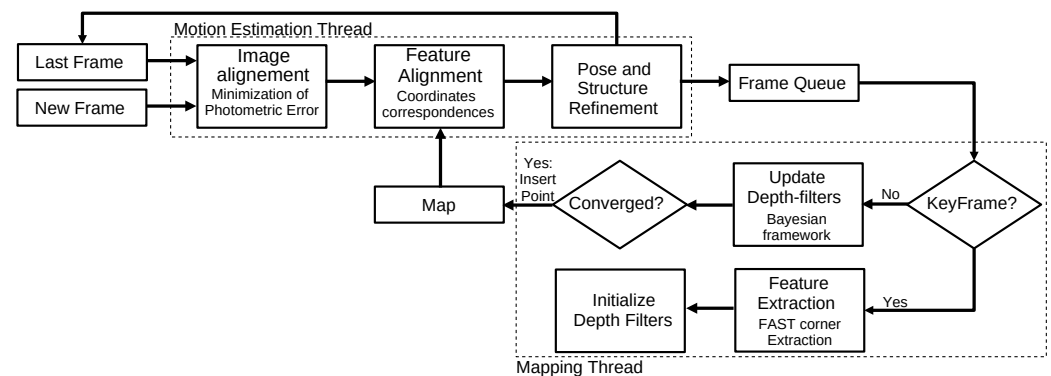 Motion Estimation Thread
Last Frame
New Frame
Image
alignement
Minimization of
Photometric Error
Feature
Alignment
Coordinates
correspondences
Pose and
Structure
Refinement
Frame Queue
KeyFrame?
No
Update
Depth-filters
Bayesian
framework
Converged?
Yes:
Insert
Point
Map
Yes
Feature
Extraction
FAST corner
Extraction
Initialize
Depth Filters
Mapping Thread